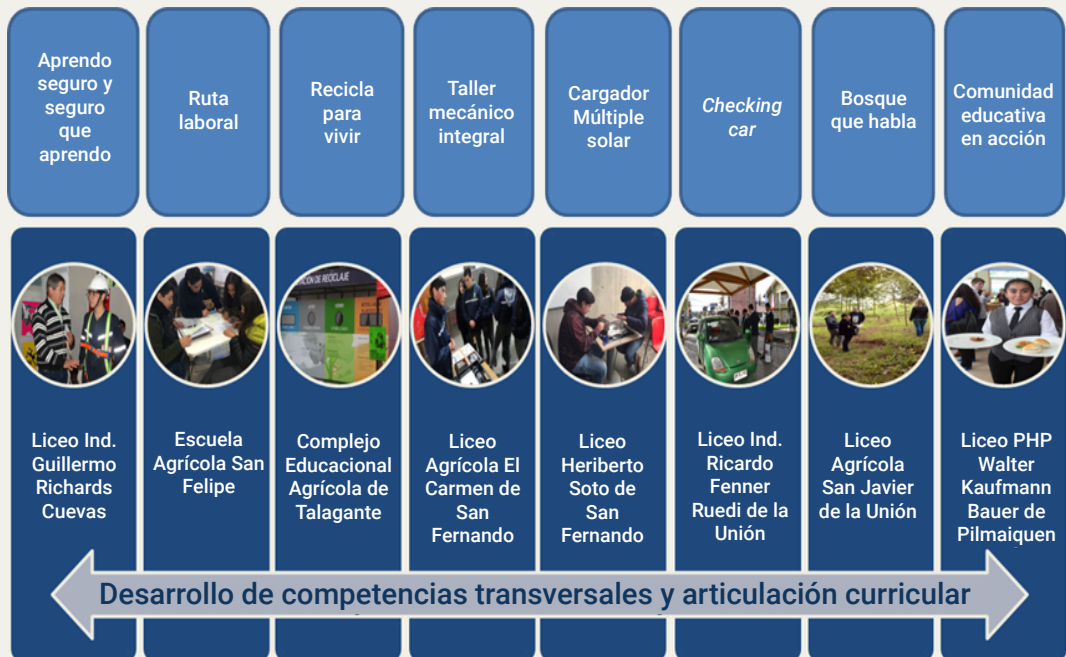 Aprendo
seguro y
seguro
que
aprendo
Ruta
laboral
Recicla
para
vivir
Taller
mecánico
integral
Cargador
Múltiple
solar
Checking
car
Bosque
que habla
Comunidad
educativa
en acción
Liceo Ind.
Guillermo
Richards
Cuevas
Escuela
Agrícola San
Felipe
Complejo
Educacional
Agrícola de
Talagante
Liceo
Agrícola El
Carmen de
San
Fernando
Liceo
Heriberto
Soto de
San
Fernando
Liceo Ind.
Ricardo
Fenner
Ruedi de la
Unión
Liceo
Agrícola
San Javier
de la Unión
Liceo PHP
Walter
Kaufmann
Bauer de
Pilmaiquen
Desarrollo de competencias transversales y articulación curricular